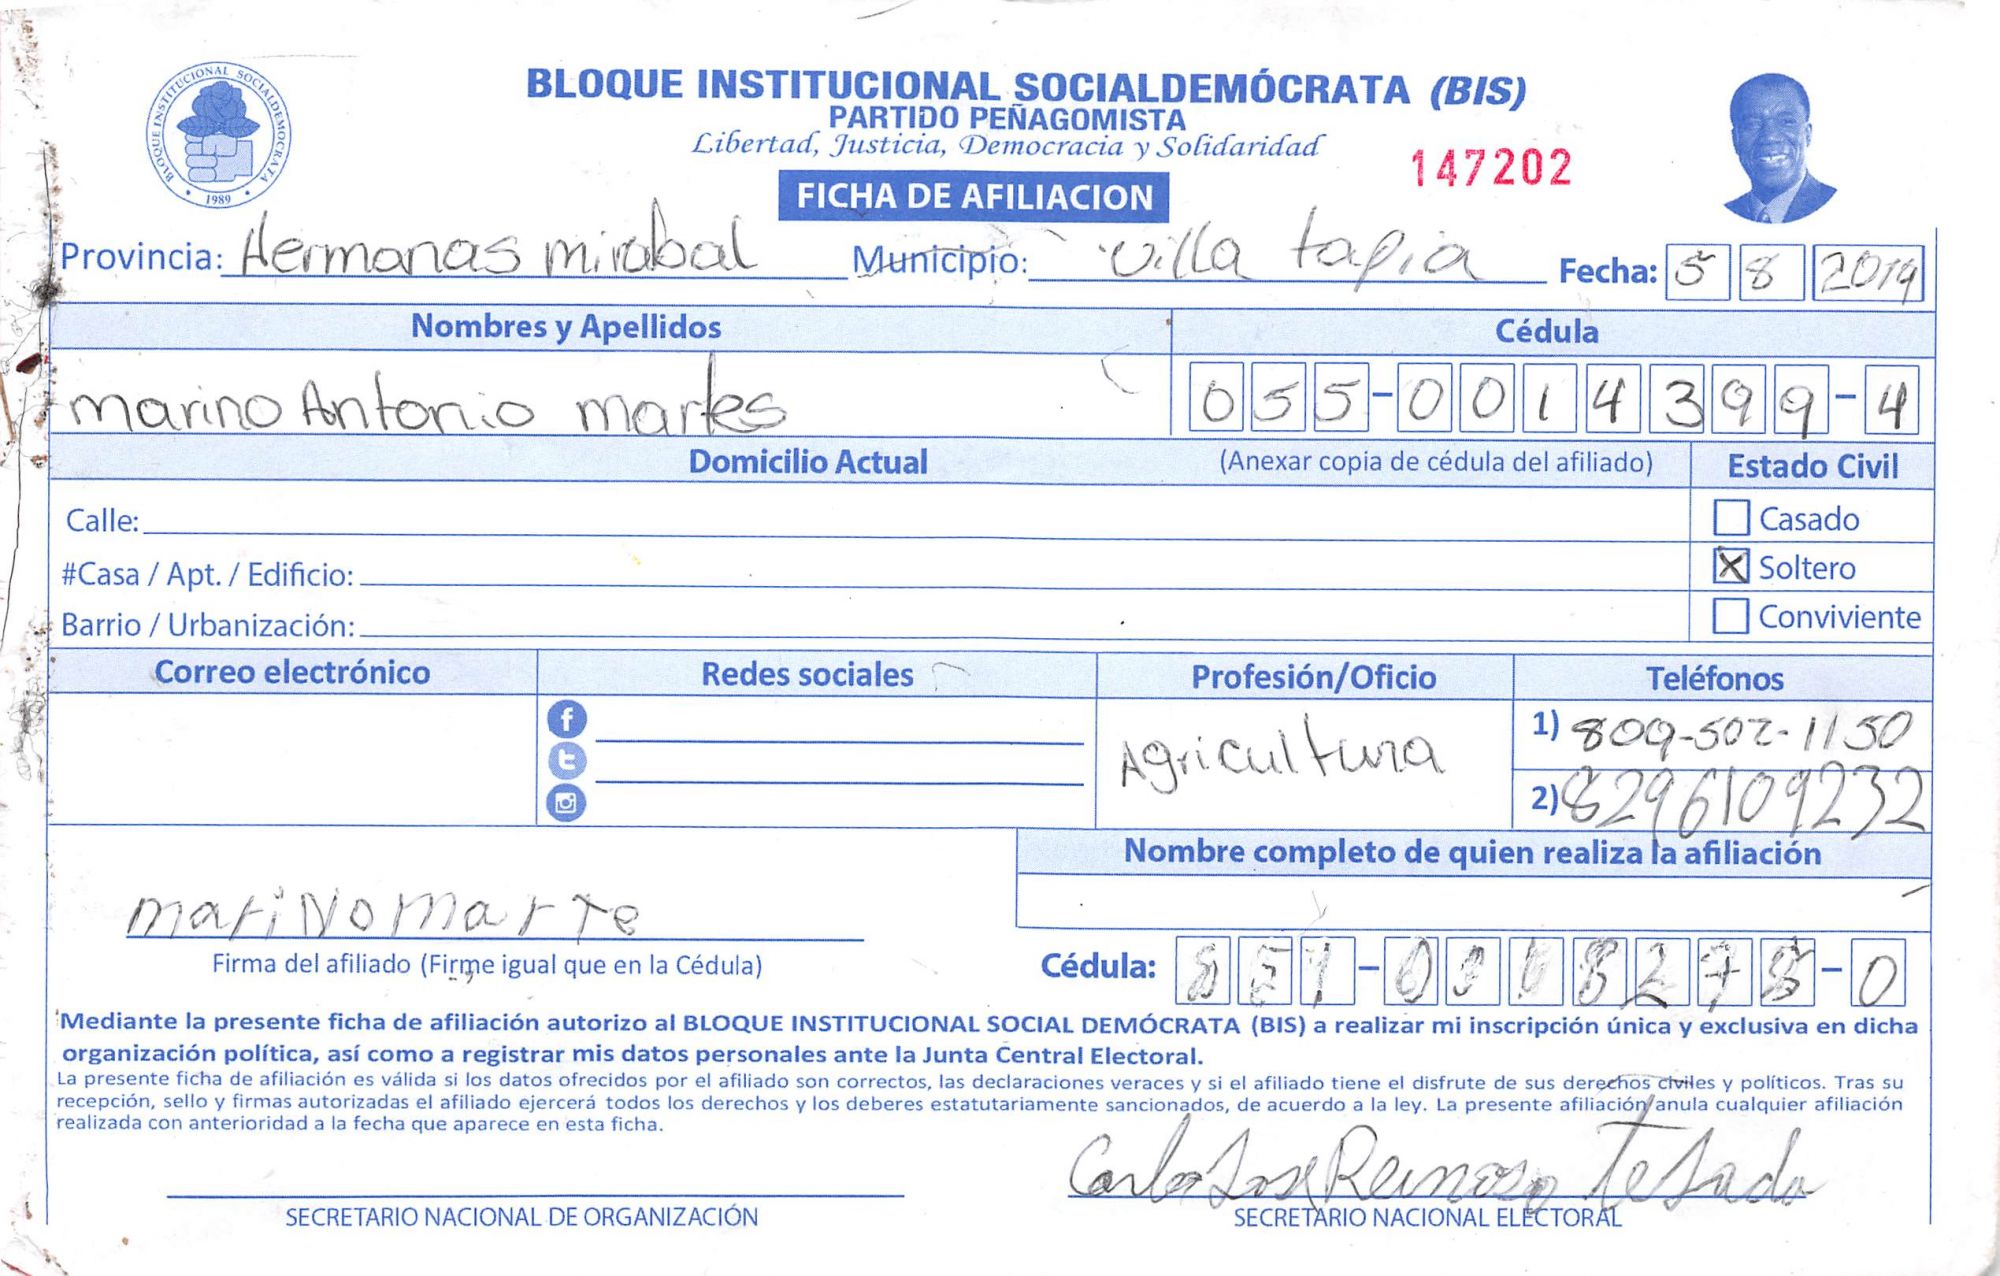 BLOQUE INSTITUCIONAL SOCIALDEMOCRATA
1989
BLOQUE INSTITUCIONAL SOCIALDEMÓCRATA (BIS)
PARTIDO PEÑAGOMISTA
Libertad, Justicia, Democracia y Solidaridad
147202
FICHA DE AFILIACION
Provincia: Hermanas mirabal Municipio: villa tapia Fecha: 5 8 2019
Nombres y Apellidos Cédula
marino Antonio martes 055-0014399-4
Domicilio Actual (Anexar copia de cédula del afiliado) Estado Civil
Calle: Casado
#Casa / Apt. / Edificio: X Soltero
Barrio / Urbanización: Conviviente
Correo electrónico Redes sociales Profesión/Oficio Teléfonos
Agricultura 1) 809-502-1150
2) 8296109232
Nombre completo de quien realiza la afiliación
mariNo marTe
Firma del afiliado (Firme igual que en la Cédula) Cédula:
Mediante la presente ficha de afiliación autorizo al BLOQUE INSTITUCIONAL SOCIAL DEMÓCRATA (BIS) a realizar mi inscripción única y exclusiva en dicha
organización política, así como a registrar mis datos personales ante la Junta Central Electoral.
La presente ficha de afiliación es válida si los datos ofrecidos por el afiliado son correctos, las declaraciones veraces y si el afiliado tiene el disfrute de sus derechos civiles y políticos. Tras su
recepción, sello y firmas autorizadas el afiliado ejercerá todos los derechos y los deberes estatutariamente sancionados, de acuerdo a la ley. La presente afiliación anula cualquier afiliación
realizada con anterioridad a la fecha que aparece en esta ficha.
Reinoso
SECRETARIO NACIONAL DE ORGANIZACIÓN SECRETARIO NACIONAL ELECTORAL